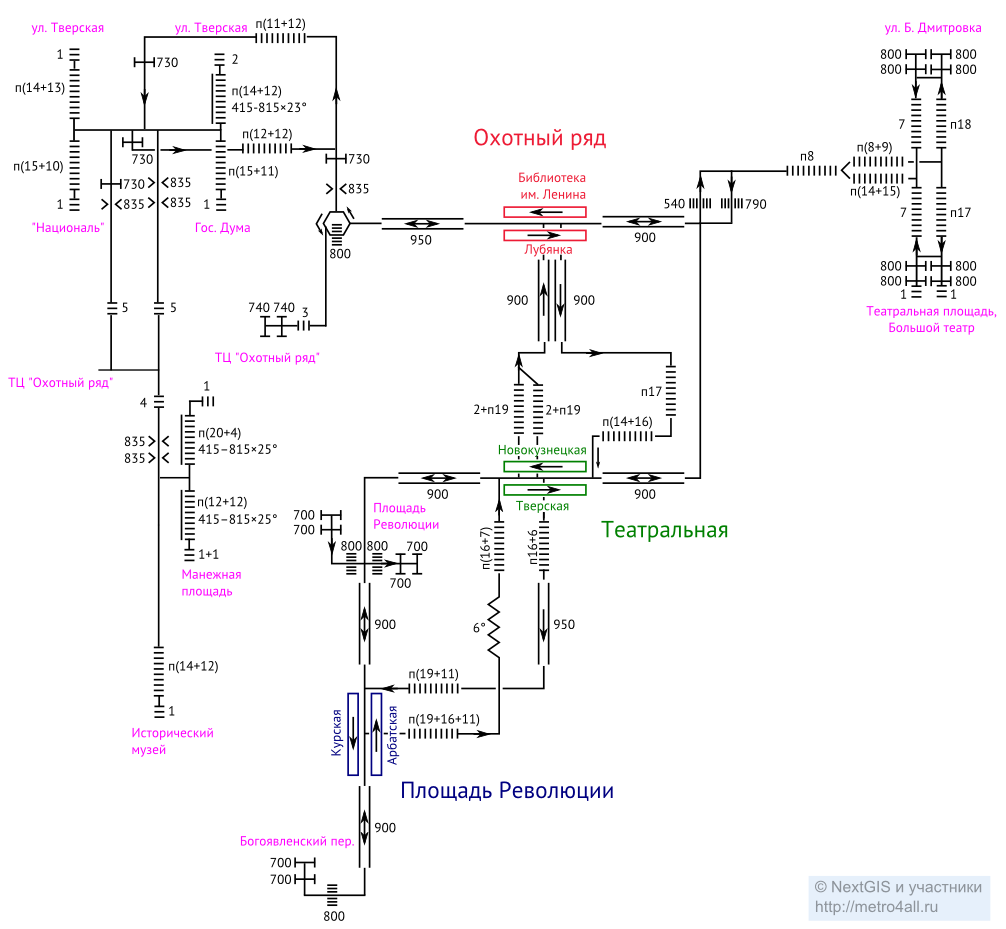 ул. Тверская
ул. Тверская
п(11+12)
ул. Б. Дмитровка
1
730
2
800
800
800
800
п(14+13)
п(14+12)
415-815×23°
7
п18
Охотный ряд
п(12+12)
730
730
п(8+9)
п8
п(15+10)
п(15+11)
Библиотека
им. Ленина
730
835
835
п(14+15)
835
835
1
1
540
790
7
п17
"Националь"
Гос. Дума
800
950
900
Лубянка
800
800
800
800
1
1
900
900
Театральная площадь,
Большой театр
740
740
3
5
5
ТЦ "Охотный ряд"
ТЦ "Охотный ряд"
1
4
п17
2+п19
2+п19
п(20+4)
415–815×25°
п(14+16)
835
835
Новокузнецкая
900
900
Тверская
п(12+12)
415–815×25°
Площадь
Революции
Театральная
700
700
800
800
700
700
п(16+7)
п16+6
1+1
Манежная
площадь
900
6°
950
п(14+12)
п(19+11)
1
Исторический
музей
Курская
Арбатская
п(19+16+11)
Площадь Революции
900
Богоявленский пер.
700
700
800
© NextGIS и участники
http://metro4all.ru